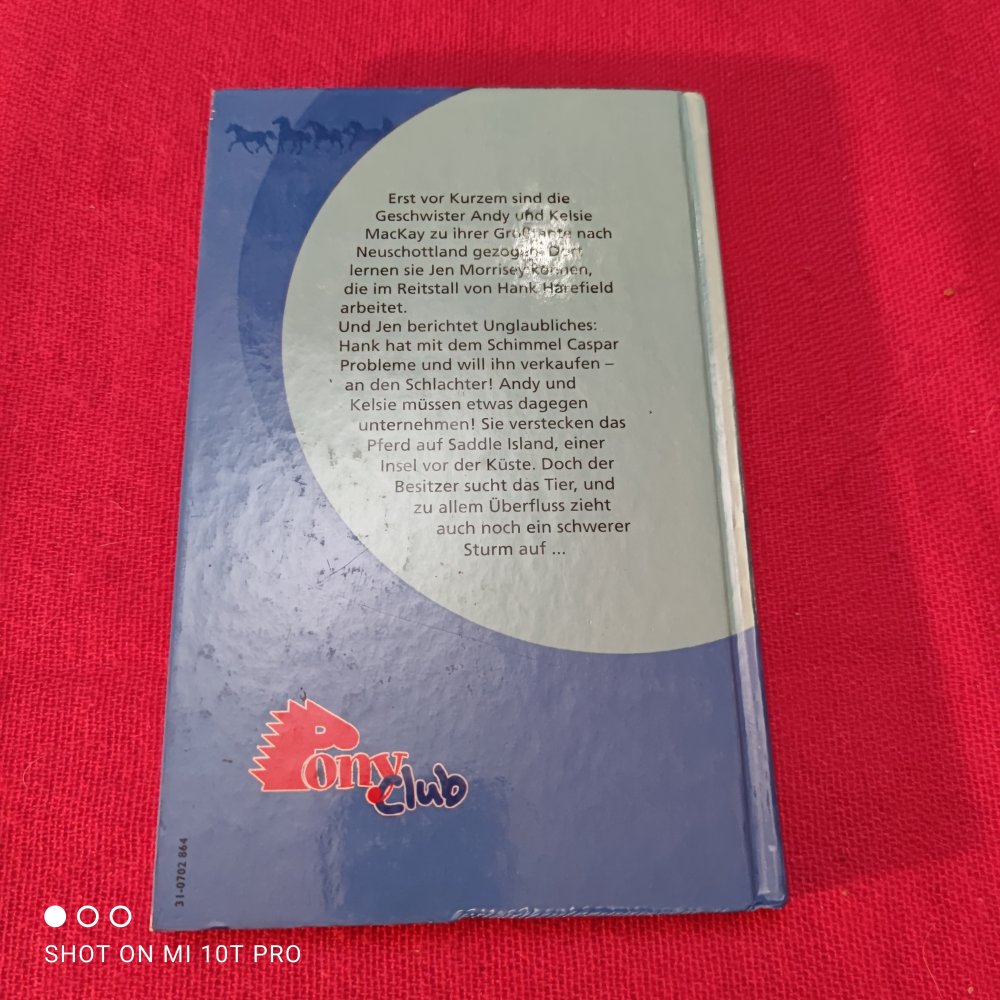 Erst vor Kurzem sind die
Geschwister Andy und Kelsie
MacKay zu ihrer Großtante nach
Neuschottland gezogen. Dort
lernen sie Jen Morrisey kennen,
die im Reitstall von Hank Harefield
arbeitet.
Und Jen berichtet Unglaubliches:
Hank hat mit dem Schimmel Caspar
Probleme und will ihn verkaufen –
an den Schlachter! Andy und
Kelsie müssen etwas dagegen
unternehmen! Sie verstecken das
Pferd auf Saddle Island, einer
Insel vor der Küste. Doch der
Besitzer sucht das Tier, und
zu allem Überfluss zieht
auch noch ein schwerer
Sturm auf ...
Pony
Club
31-0702 864
SHOT ON MI 10T PRO